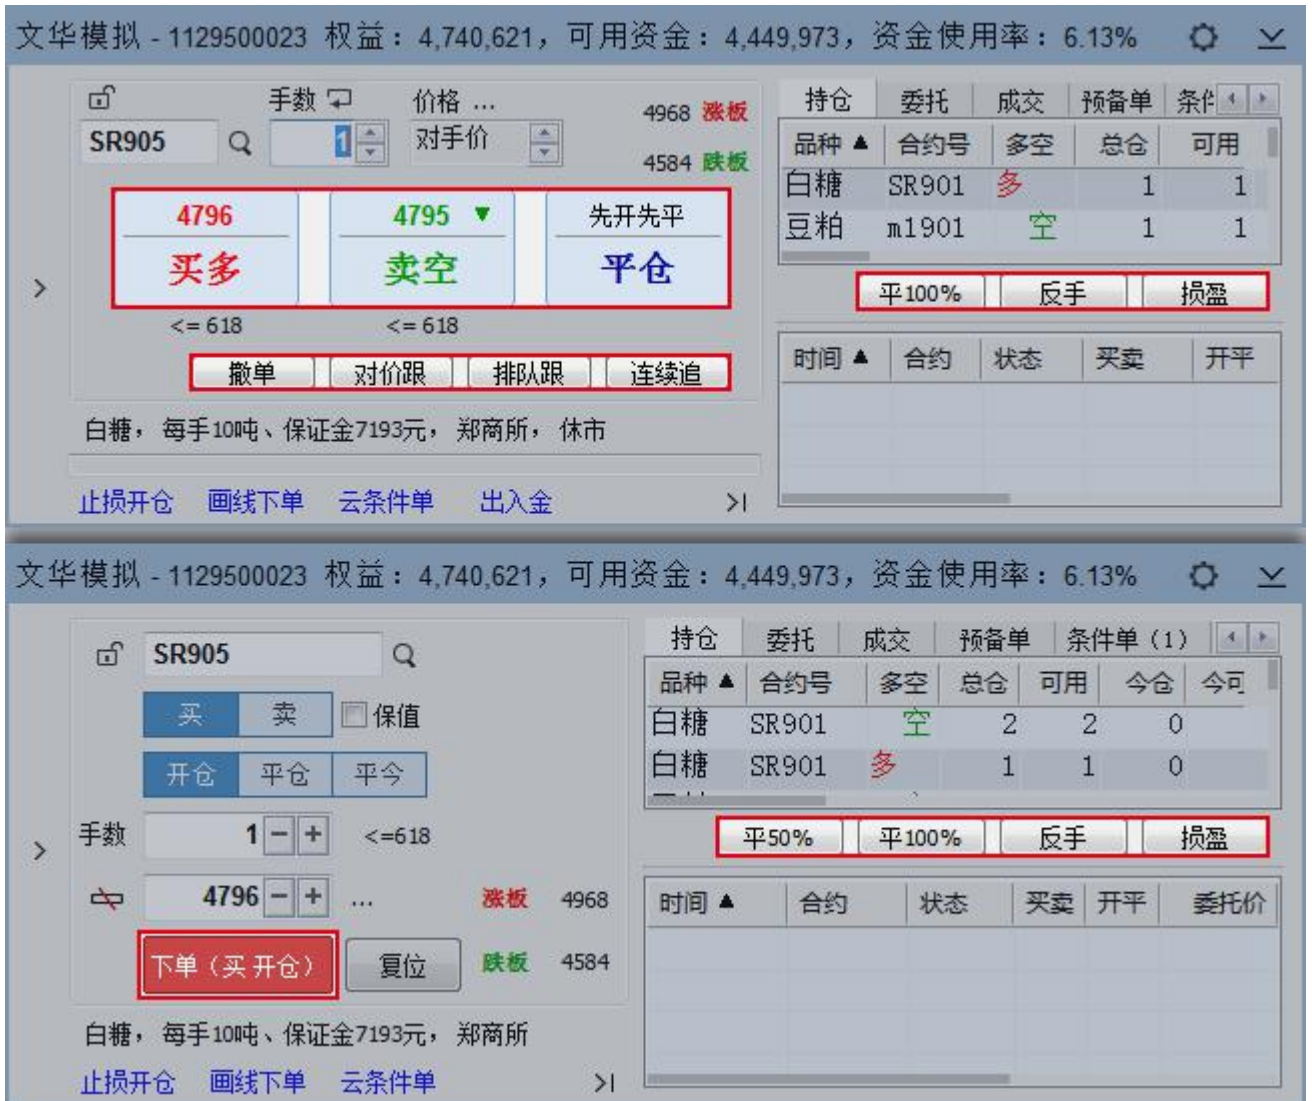 文华模拟 - 1129500023 权益：4,740,621，可用资金：4,449,973，资金使用率：6.13%
手数 价格 ...
SR905 1 对手价
4968 涨板
4584 跌板
4796 4795 ▼ 先开先平
买多 卖空 平仓
<= 618 <= 618
撤单 对价跟 排队跟 连续追
白糖，每手10吨、保证金7193元，郑商所，休市
止损开仓 画线下单 云条件单 出入金
持仓 委托 成交 预备单 条件
品种 ▲ 合约号 多空 总仓 可用
白糖 SR901 多 1 1
豆粕 m1901 空 1 1
平100% 反手 损盈
时间 ▲ 合约 状态 买卖 开平
文华模拟 - 1129500023 权益：4,740,621，可用资金：4,449,973，资金使用率：6.13%
SR905
买 卖 保值
开仓 平仓 平今
手数 1 - + <=618
4796 - + ... 涨板 4968
下单（买 开仓） 复位 跌板 4584
白糖，每手10吨、保证金7193元，郑商所
止损开仓 画线下单 云条件单
持仓 委托 成交 预备单 条件单（1）
品种 ▲ 合约号 多空 总仓 可用 今仓 今可
白糖 SR901 空 2 2 0
白糖 SR901 多 1 1 0
平50% 平100% 反手 损盈
时间 ▲ 合约 状态 买卖 开平 委托价